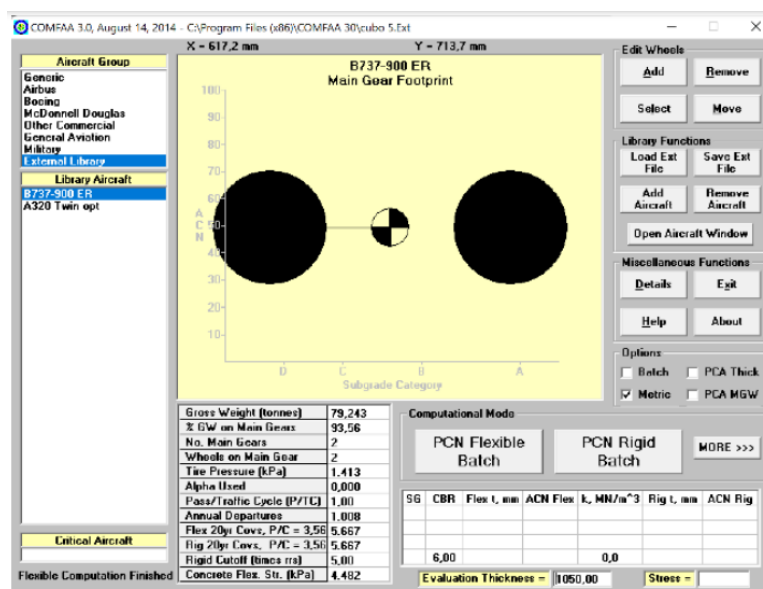 COMFAA 3.0, August 14, 2014 - C:\Program Files (x86)\COMFAA 30\cubo 5.Ext
X = 617,2 mm Y = 713,7 mm
Aircraft Group
Generic
Airbus
Boeing
McDonnell Douglas
Other Commercial
General Aviation
Military
External Library
Library Aircraft
B737-900 ER
A320 Twin opt
Critical Aircraft
Flexible Computation Finished
B737-900 ER
Main Gear Footprint
100
90
80
70
60
50
40
30
20
10
A
C
N
D C B A
Subgrade Category
Gross Weight (tonnes) 79,243
% GW on Main Gears 93,56
No. Main Gears 2
Wheels on Main Gear 2
Tire Pressure (kPa) 1.413
Alpha Used 0,000
Pass/Traffic Cycle (P/TC) 1,00
Annual Departures 1.008
Flex 20yr Covs, P/C = 3,56 5.667
Rig 20yr Covs, P/C = 3,56 5.667
Rigid Cutoff (times rrs) 5,00
Concrete Flex. Str. (kPa) 4.482
Edit Wheels
Add Remove
Select Move
Library Functions
Load Ext File Save Ext File
Add Aircraft Remove Aircraft
Open Aircraft Window
Miscellaneous Functions
Details Exit
Help About
Options
Batch PCA Thick
Metric PCA MGW
Computational Mode
PCN Flexible Batch PCN Rigid Batch MORE >>>
SG CBR Flex t, mm ACN Flex k, MN/m^3 Rig t, mm ACN Rig
6,00 0,0
Evaluation Thickness = 1050,00 Stress =